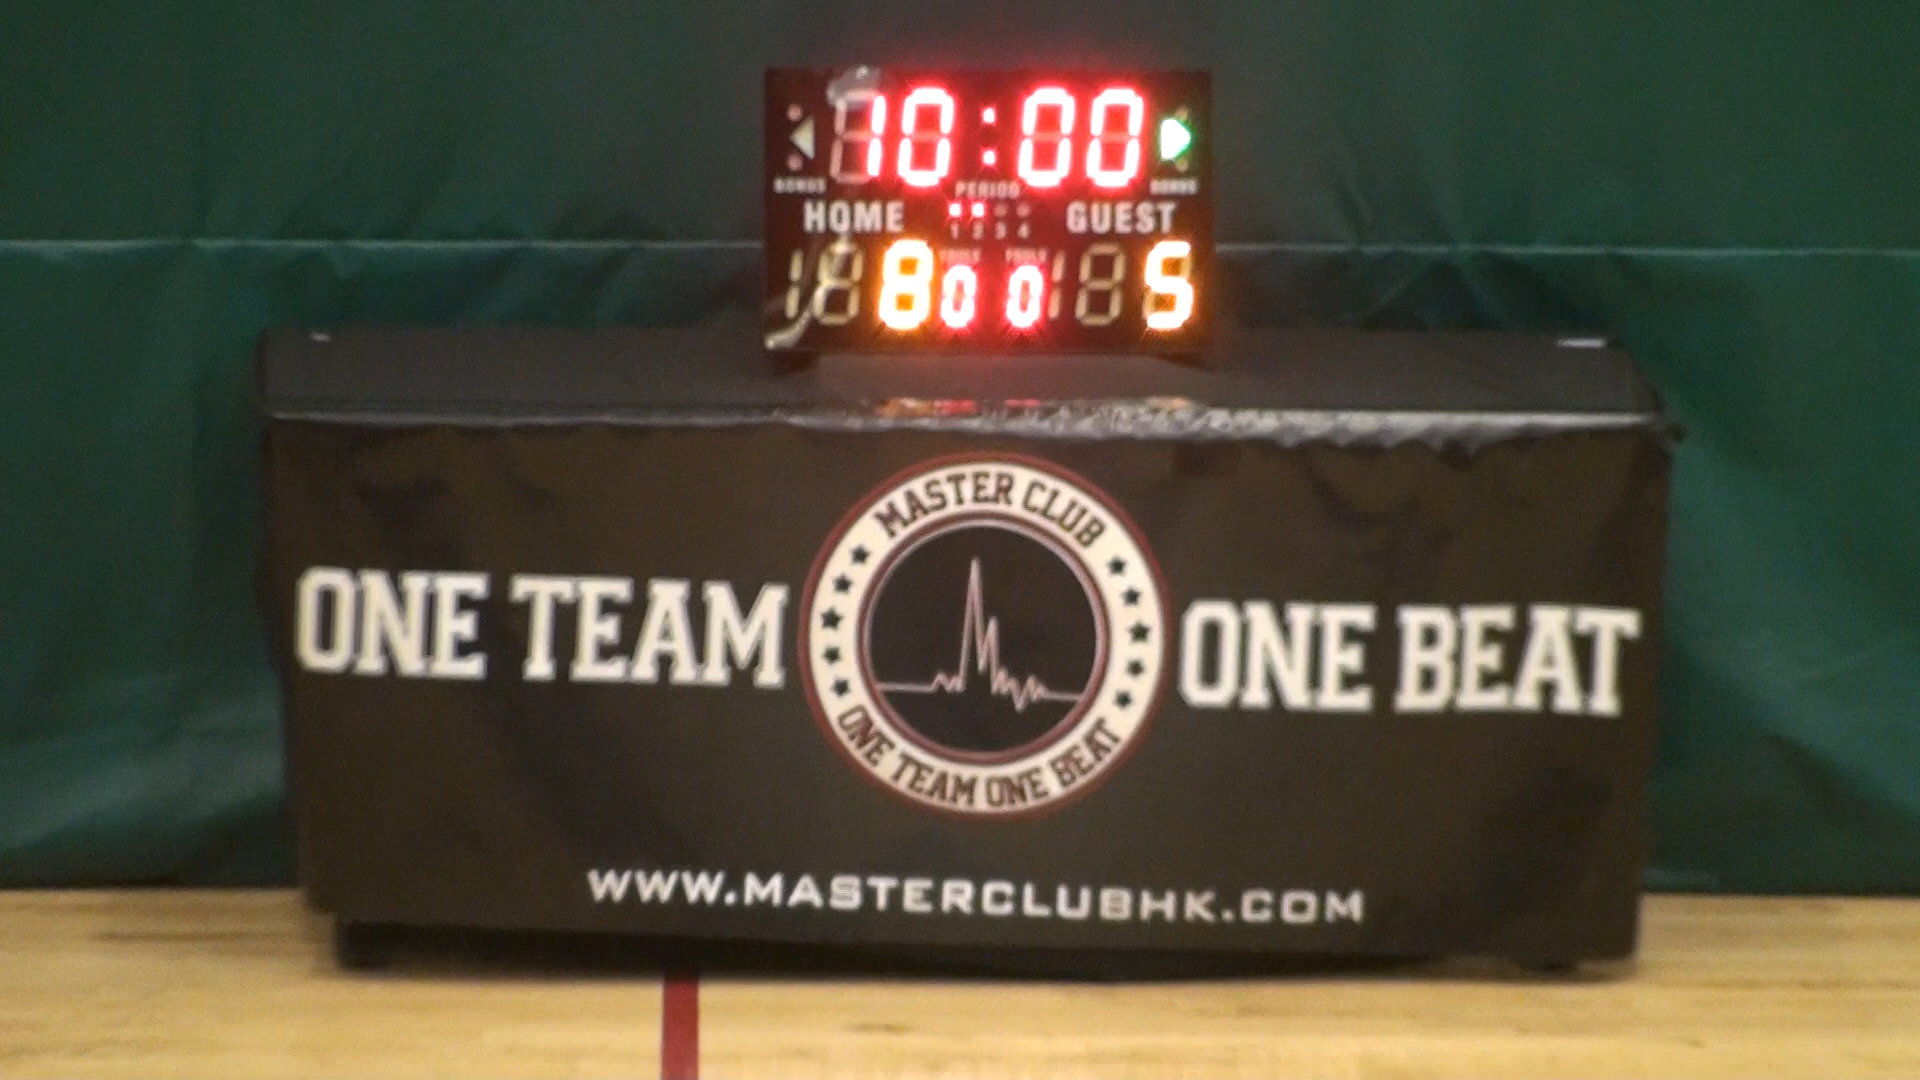 10:00
BONUS PERIOD BONUS
HOME GUEST
1 2 3 4
8 0 0 5
MASTER CLUB
ONE TEAM ONE BEAT
ONE TEAM ONE BEAT
WWW.MASTERCLUBHK.COM